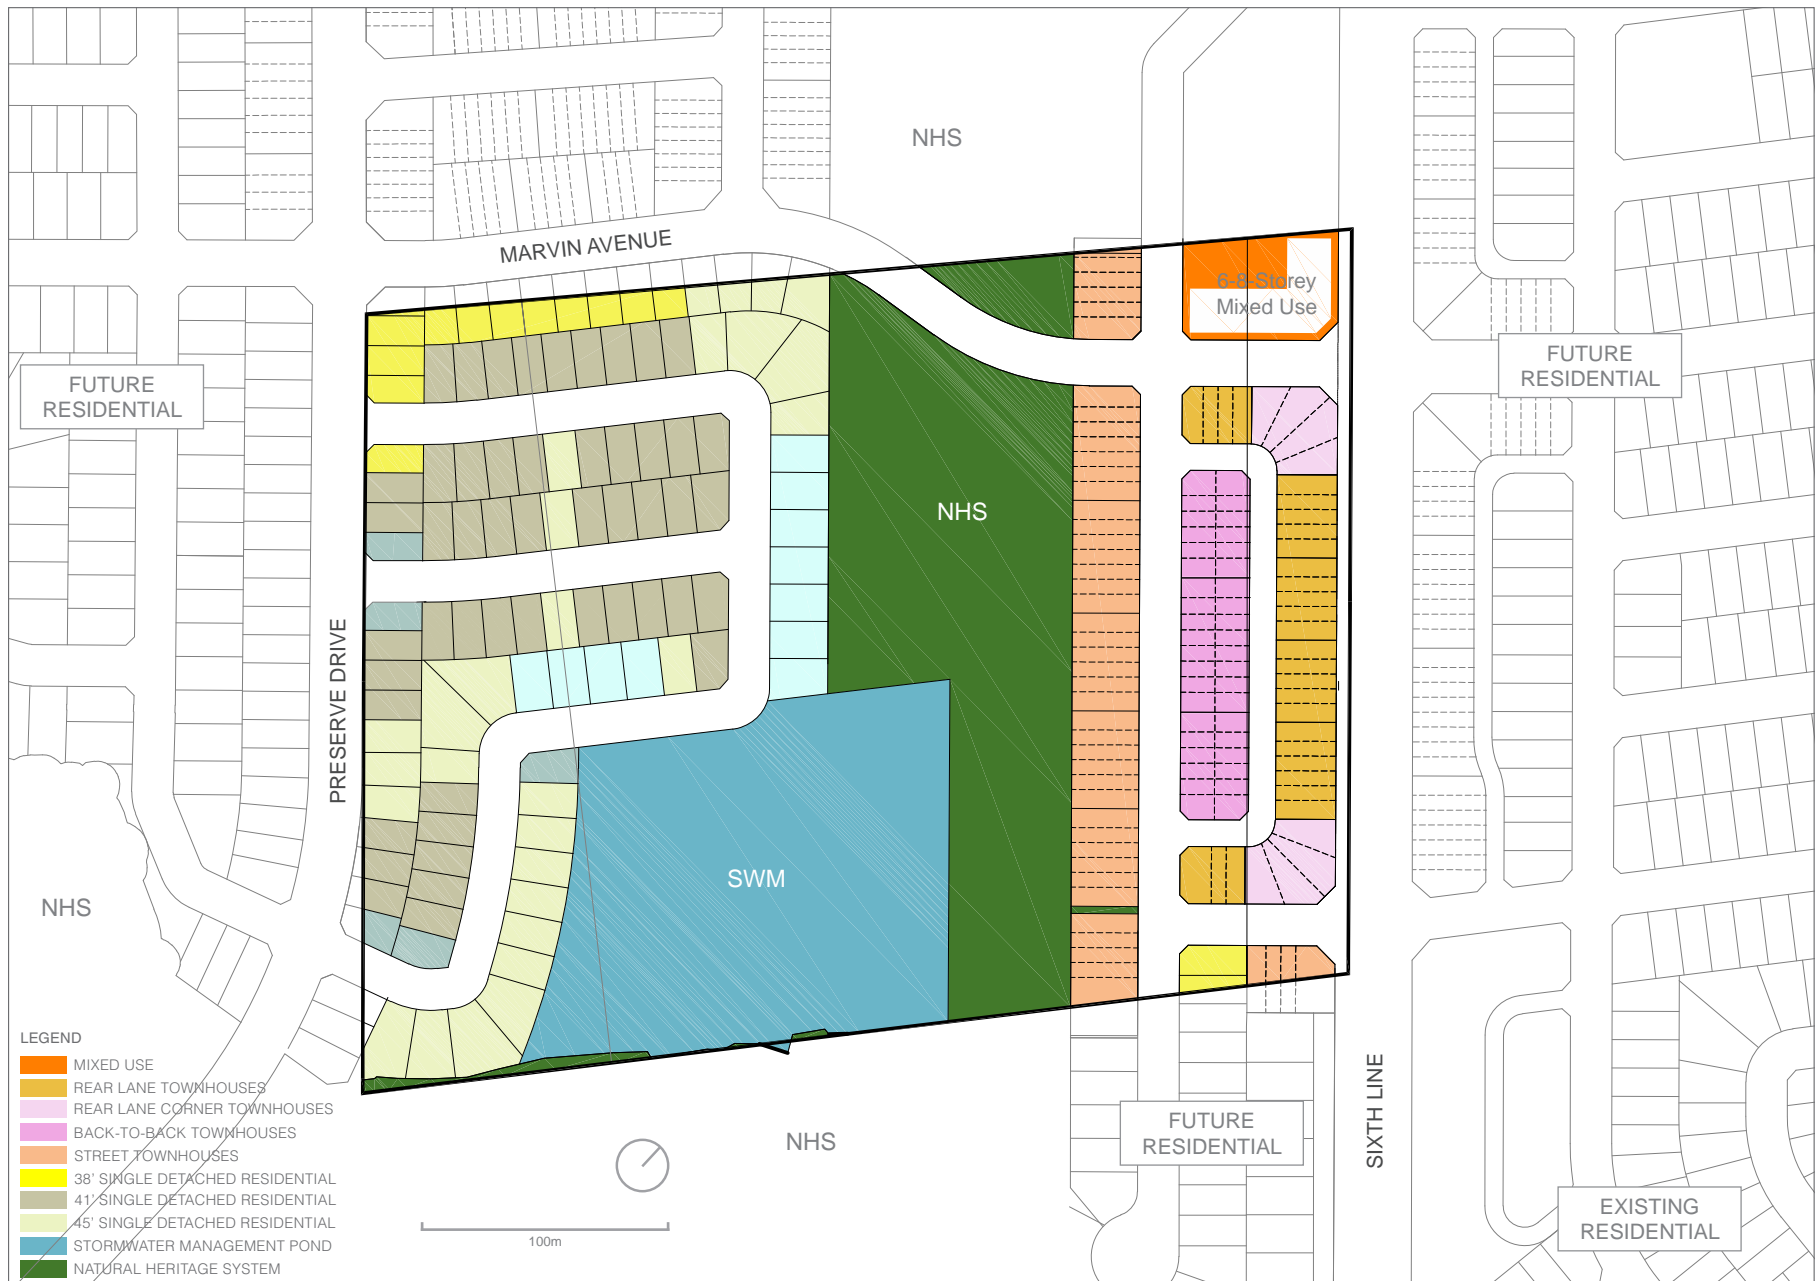 NHS
MARVIN AVENUE
6-8-Storey
Mixed Use
FUTURE
RESIDENTIAL
FUTURE
RESIDENTIAL
NHS
PRESERVE DRIVE
SWM
NHS
SIXTH LINE
FUTURE
RESIDENTIAL
NHS
EXISTING
RESIDENTIAL
100m
LEGEND
MIXED USE
REAR LANE TOWNHOUSES
REAR LANE CORNER TOWNHOUSES
BACK-TO-BACK TOWNHOUSES
STREET TOWNHOUSES
38' SINGLE DETACHED RESIDENTIAL
41' SINGLE DETACHED RESIDENTIAL
45' SINGLE DETACHED RESIDENTIAL
STORMWATER MANAGEMENT POND
NATURAL HERITAGE SYSTEM